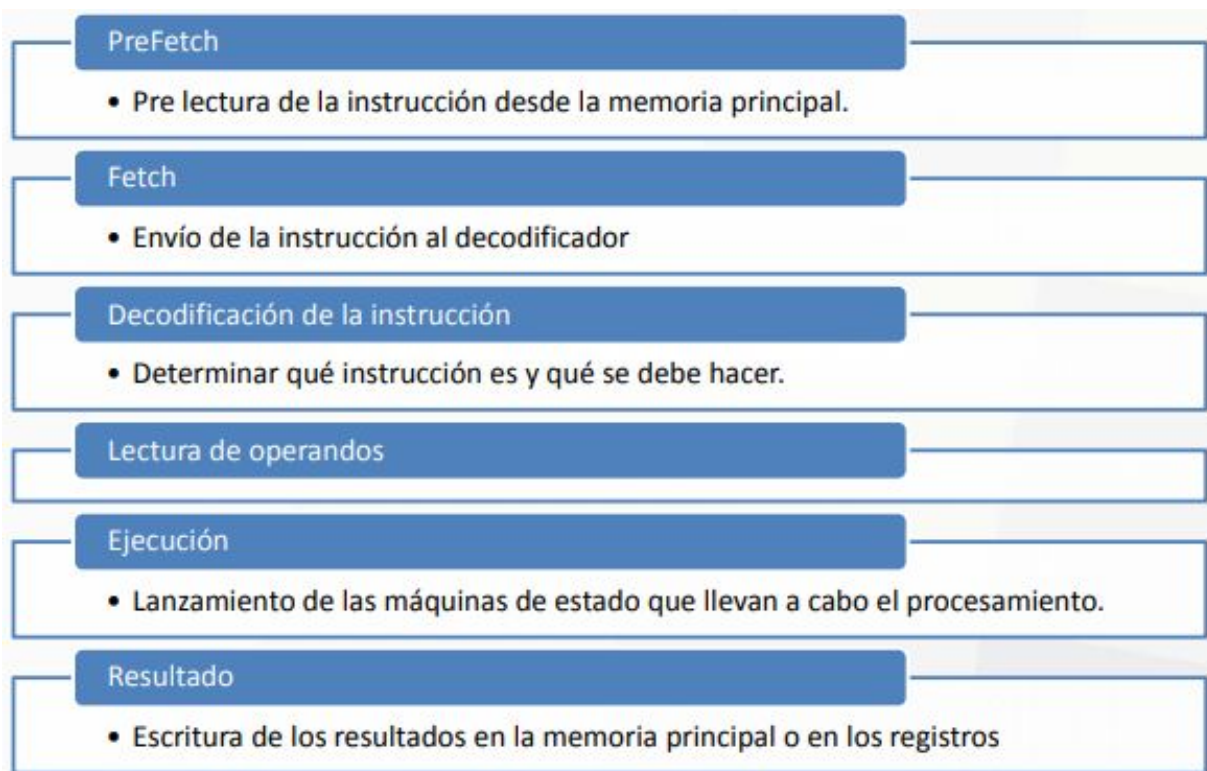 PreFetch
• Pre lectura de la instrucción desde la memoria principal.
Fetch
• Envío de la instrucción al decodificador
Decodificación de la instrucción
• Determinar qué instrucción es y qué se debe hacer.
Lectura de operandos
Ejecución
• Lanzamiento de las máquinas de estado que llevan a cabo el procesamiento.
Resultado
• Escritura de los resultados en la memoria principal o en los registros